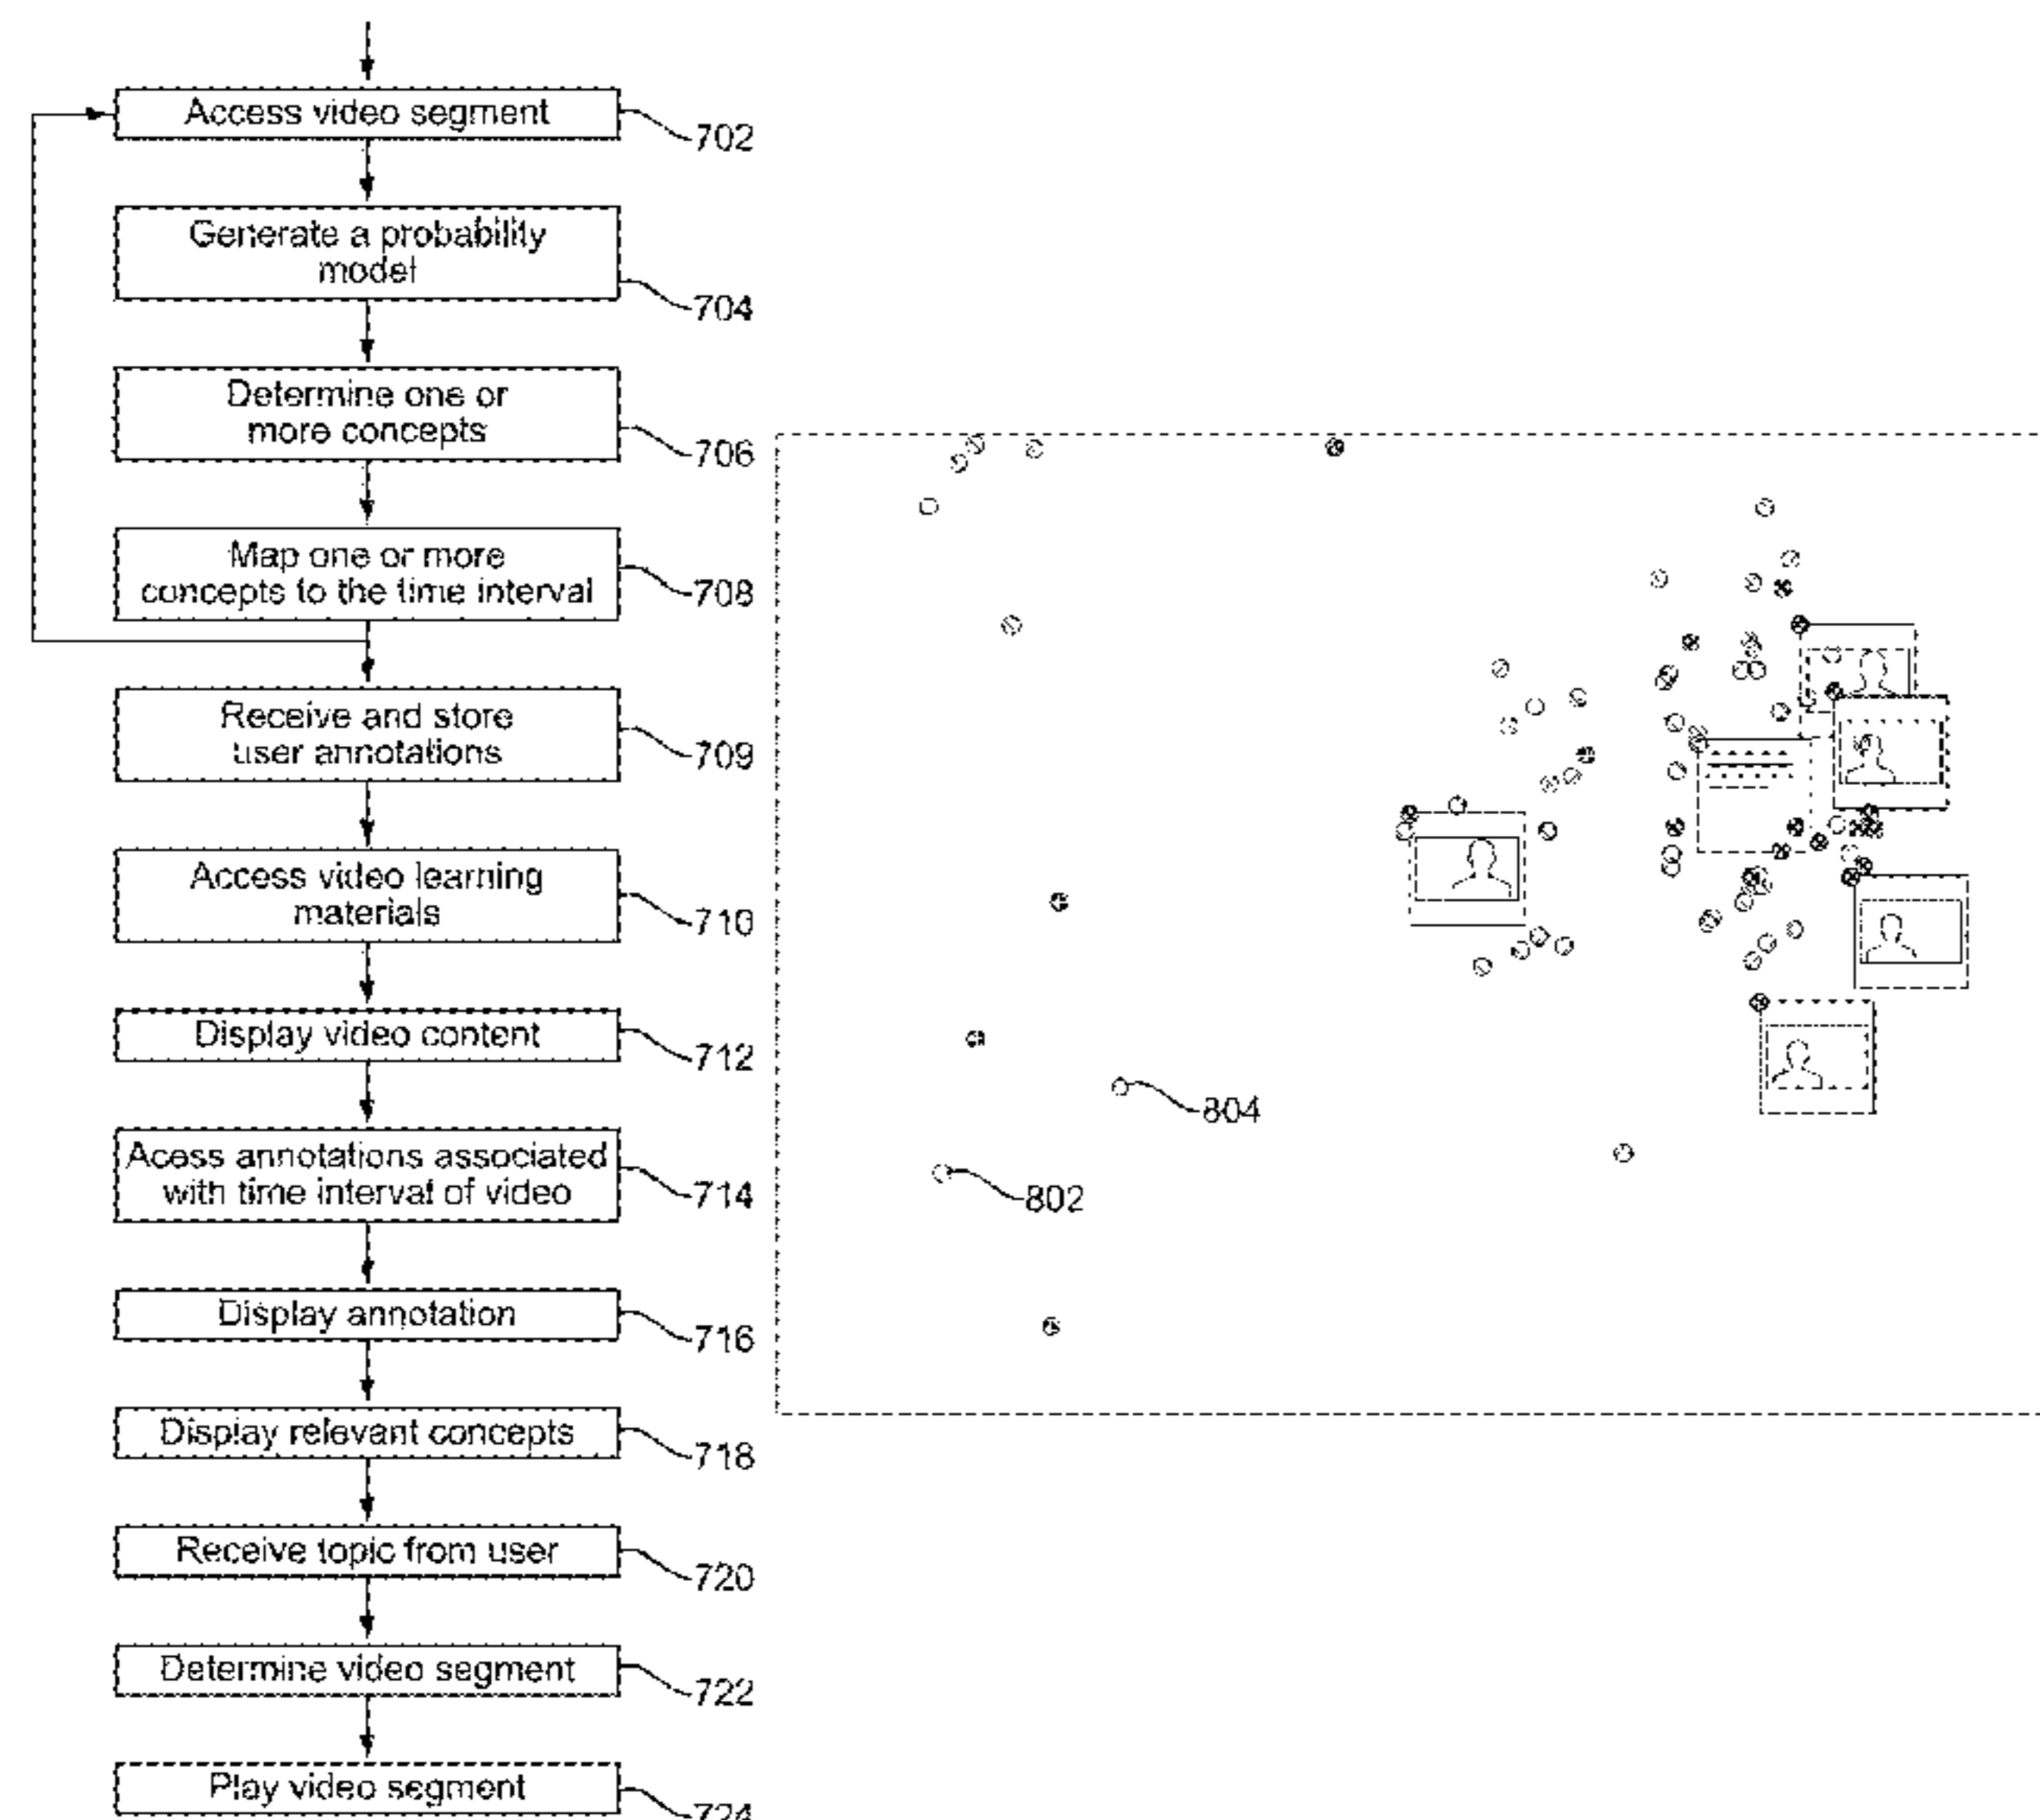 Access video segment
702
Generate a probability
model
704
Determine one or
more concepts
706
Map one or more
concepts to the time interval
708
Receive and store
user annotations
709
Access video learning
materials
710
Display video content
712
Acess annotations associated
with time interval of video
714
Display annotation
716
Display relevant concepts
718
Receive topic from user
720
Determine video segment
722
Play video segment
724
804
802